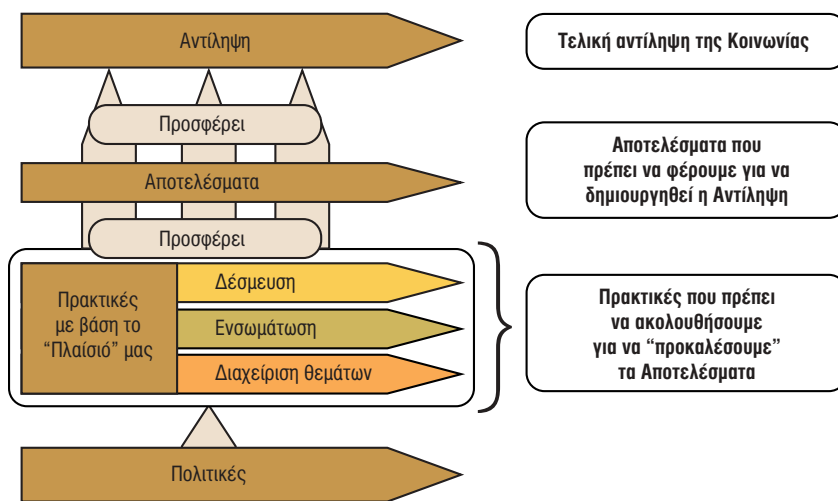 Αντίληψη
Τελική αντίληψη της Κοινωνίας
Προσφέρει
Αποτελέσματα
Αποτελέσματα που
πρέπει να φέρουμε για να
δημιουργηθεί η Αντίληψη
Προσφέρει
Πρακτικές
με βάση το
“Πλαίσιό” μας
Δέσμευση
Ενσωμάτωση
Διαχείριση θεμάτων
Πρακτικές που πρέπει
να ακολουθήσουμε
για να “προκαλέσουμε”
τα Αποτελέσματα
Πολιτικές